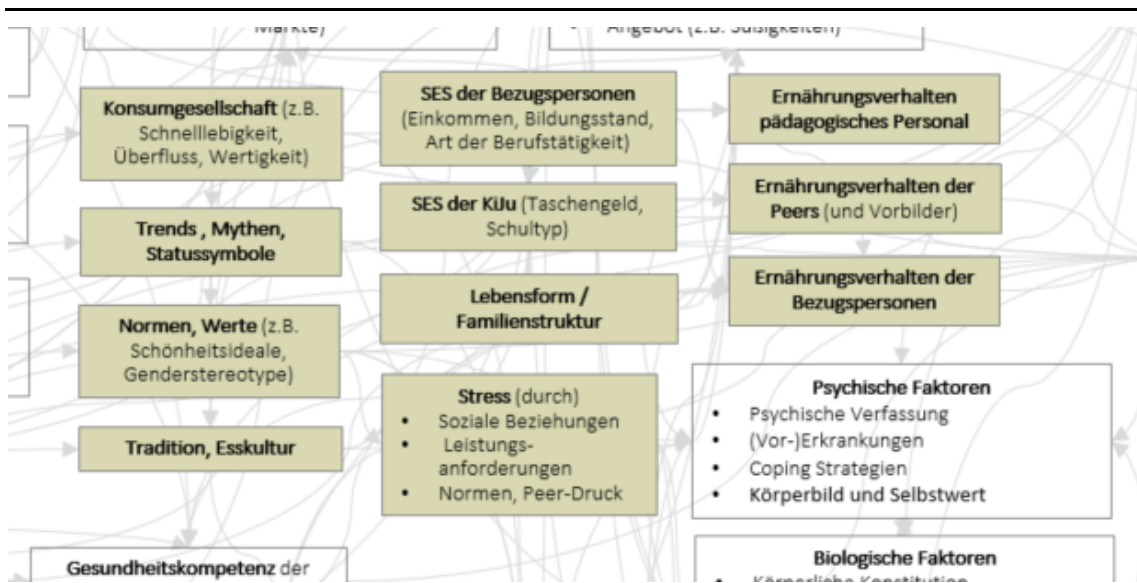 Märkte)
Angebot (z.B. Süßigkeiten)
Konsumgesellschaft (z.B.
Schnelllebigkeit,
Überfluss, Wertigkeit)
Trends , Mythen,
Statussymbole
Normen, Werte (z.B.
Schönheitsideale,
Genderstereotype)
Tradition, Esskultur
Gesundheitskompetenz der
SES der Bezugspersonen
(Einkommen, Bildungsstand,
Art der Berufstätigkeit)
SES der KiJu (Taschengeld,
Schultyp)
Lebensform /
Familienstruktur
Stress (durch)
• Soziale Beziehungen
• Leistungs-
anforderungen
• Normen, Peer-Druck
Ernährungsverhalten
pädagogisches Personal
Ernährungsverhalten der
Peers (und Vorbilder)
Ernährungsverhalten der
Bezugspersonen
Psychische Faktoren
• Psychische Verfassung
• (Vor-)Erkrankungen
• Coping Strategien
• Körperbild und Selbstwert
Biologische Faktoren
• Körperliche Konstitution